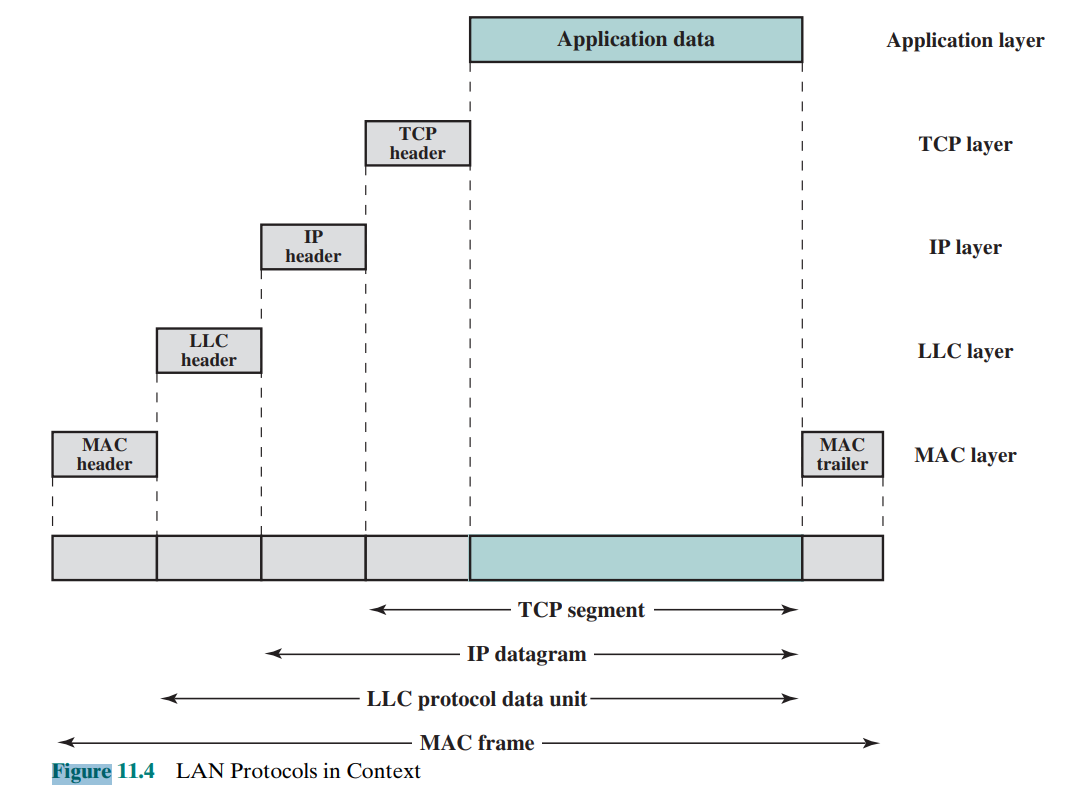 Application data
Application layer
TCP
header
TCP layer
IP
header
IP layer
LLC
header
LLC layer
MAC
header
MAC
trailer
MAC layer
TCP segment
IP datagram
LLC protocol data unit
MAC frame
Figure 11.4 LAN Protocols in Context